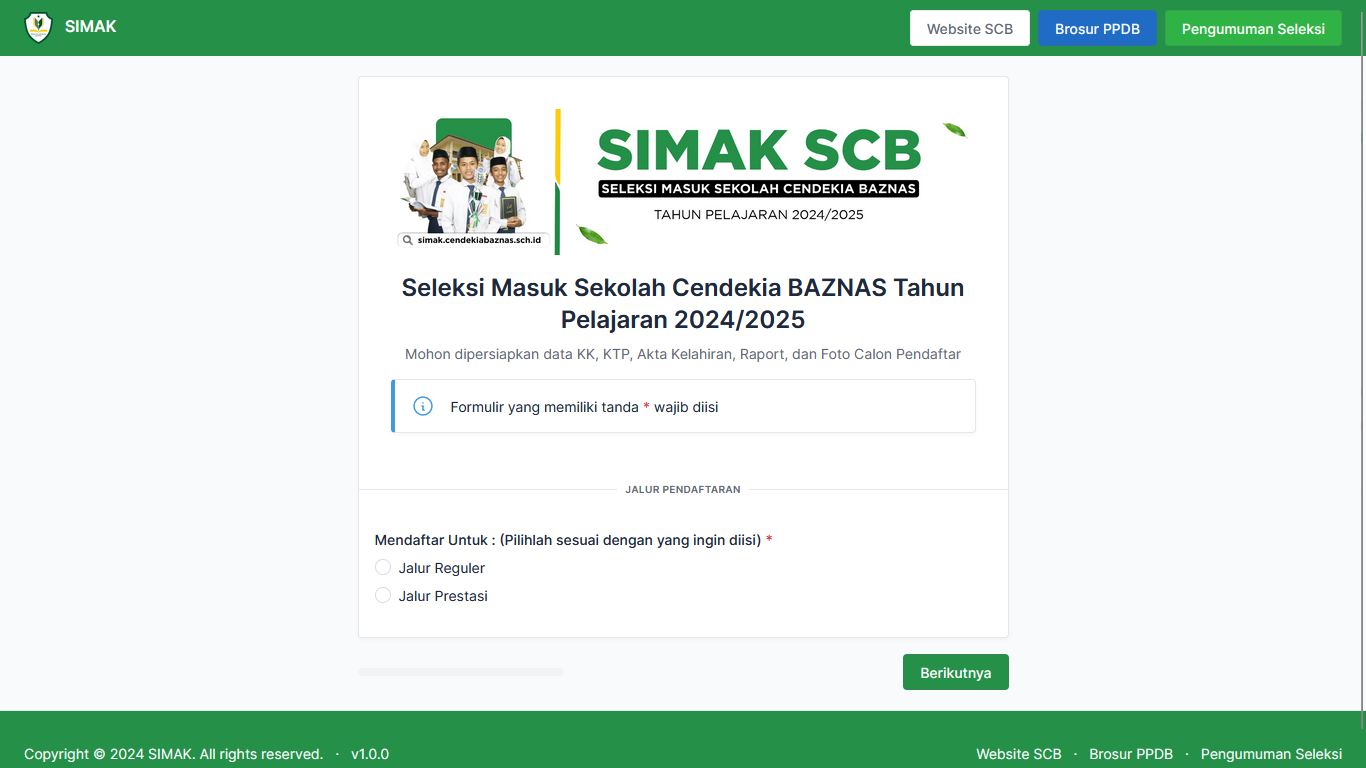 SIMAK
Website SCB
Brosur PPDB
Pengumuman Seleksi
SIMAK SCB
SELEKSI MASUK SEKOLAH CENDEKIA BAZNAS
TAHUN PELAJARAN 2024/2025
simak.cendekiabaznas.sch.id
Seleksi Masuk Sekolah Cendekia BAZNAS Tahun
Pelajaran 2024/2025
Mohon dipersiapkan data KK, KTP, Akta Kelahiran, Raport, dan Foto Calon Pendaftar
Formulir yang memiliki tanda * wajib diisi
JALUR PENDAFTARAN
Mendaftar Untuk : (Pilihlah sesuai dengan yang ingin diisi) *
Jalur Reguler
Jalur Prestasi
Berikutnya
Copyright © 2024 SIMAK. All rights reserved. · v1.0.0
Website SCB · Brosur PPDB · Pengumuman Seleksi